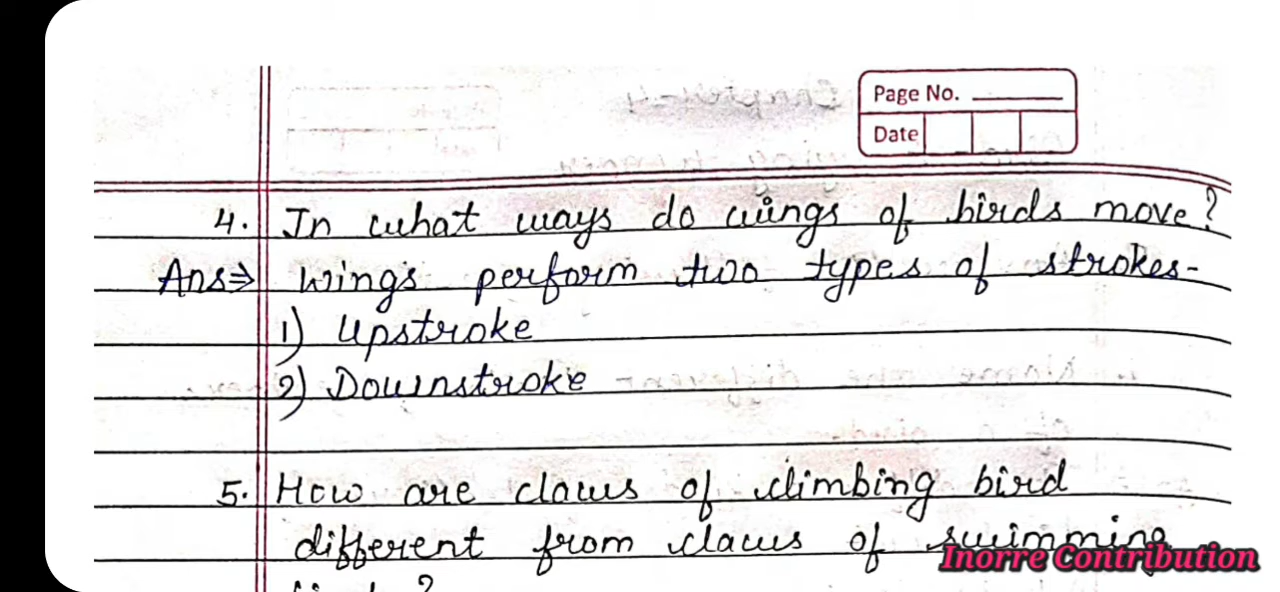 Page No.
Date
4. In what ways do wings of birds move?
Ans⇒ Wings perform two types of strokes-
1) Upstroke
2) Downstroke
5. How are claws of climbing bird
different from claws of swimming
Inorre Contribution